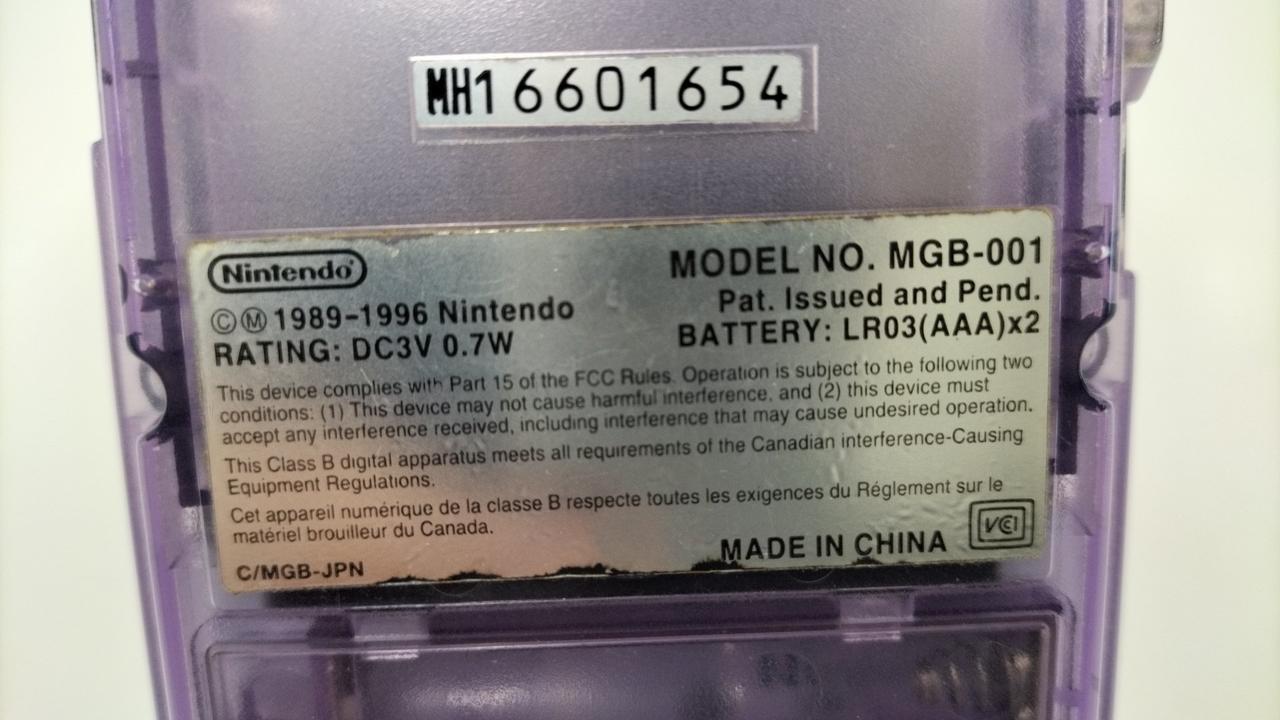 MH16601654
Nintendo
ⒸⓂ 1989-1996 Nintendo
RATING: DC3V 0.7W
MODEL NO. MGB-001
Pat. Issued and Pend.
BATTERY: LR03(AAA)x2
This device complies with Part 15 of the FCC Rules. Operation is subject to the following two
conditions: (1) This device may not cause harmful interference, and (2) this device must
accept any interference received, including interference that may cause undesired operation.
This Class B digital apparatus meets all requirements of the Canadian interference-Causing
Equipment Regulations.
Cet appareil numérique de la classe B respecte toutes les exigences du Réglement sur le
matériel brouilleur du Canada.
MADE IN CHINA
VCI
C/MGB-JPN